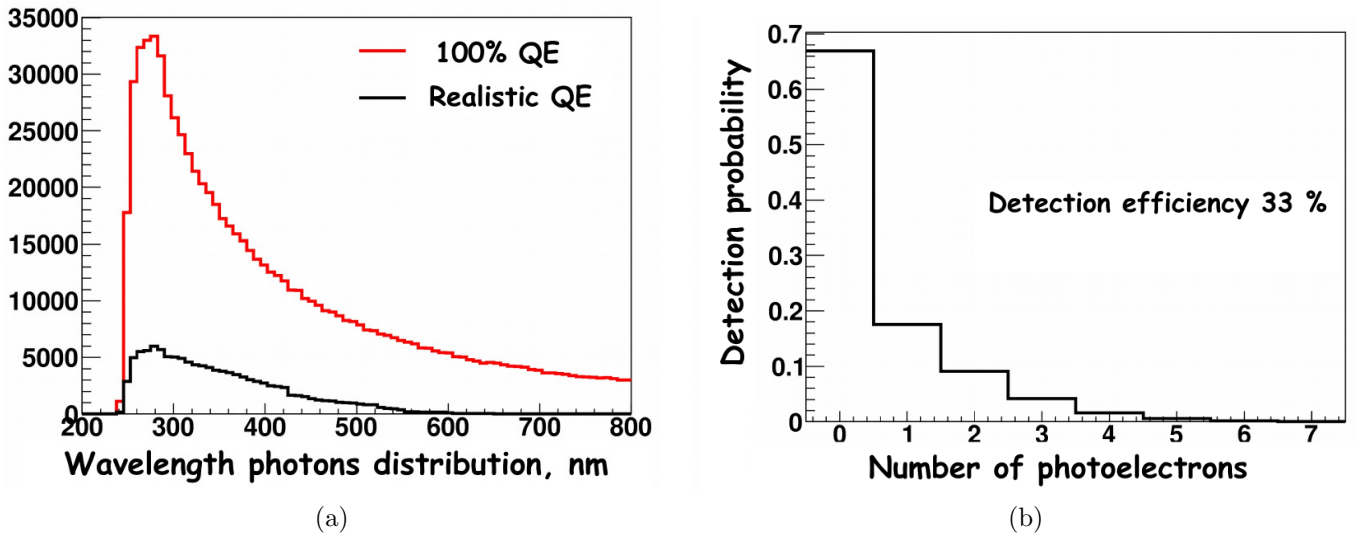 35000
30000
25000
20000
15000
10000
5000
0
200 300 400 500 600 700 800
Wavelength photons distribution, nm
100% QE
Realistic QE
(a)
Detection probability
0.7
0.6
0.5
0.4
0.3
0.2
0.1
0
0 1 2 3 4 5 6 7
Number of photoelectrons
Detection efficiency 33 %
(b)